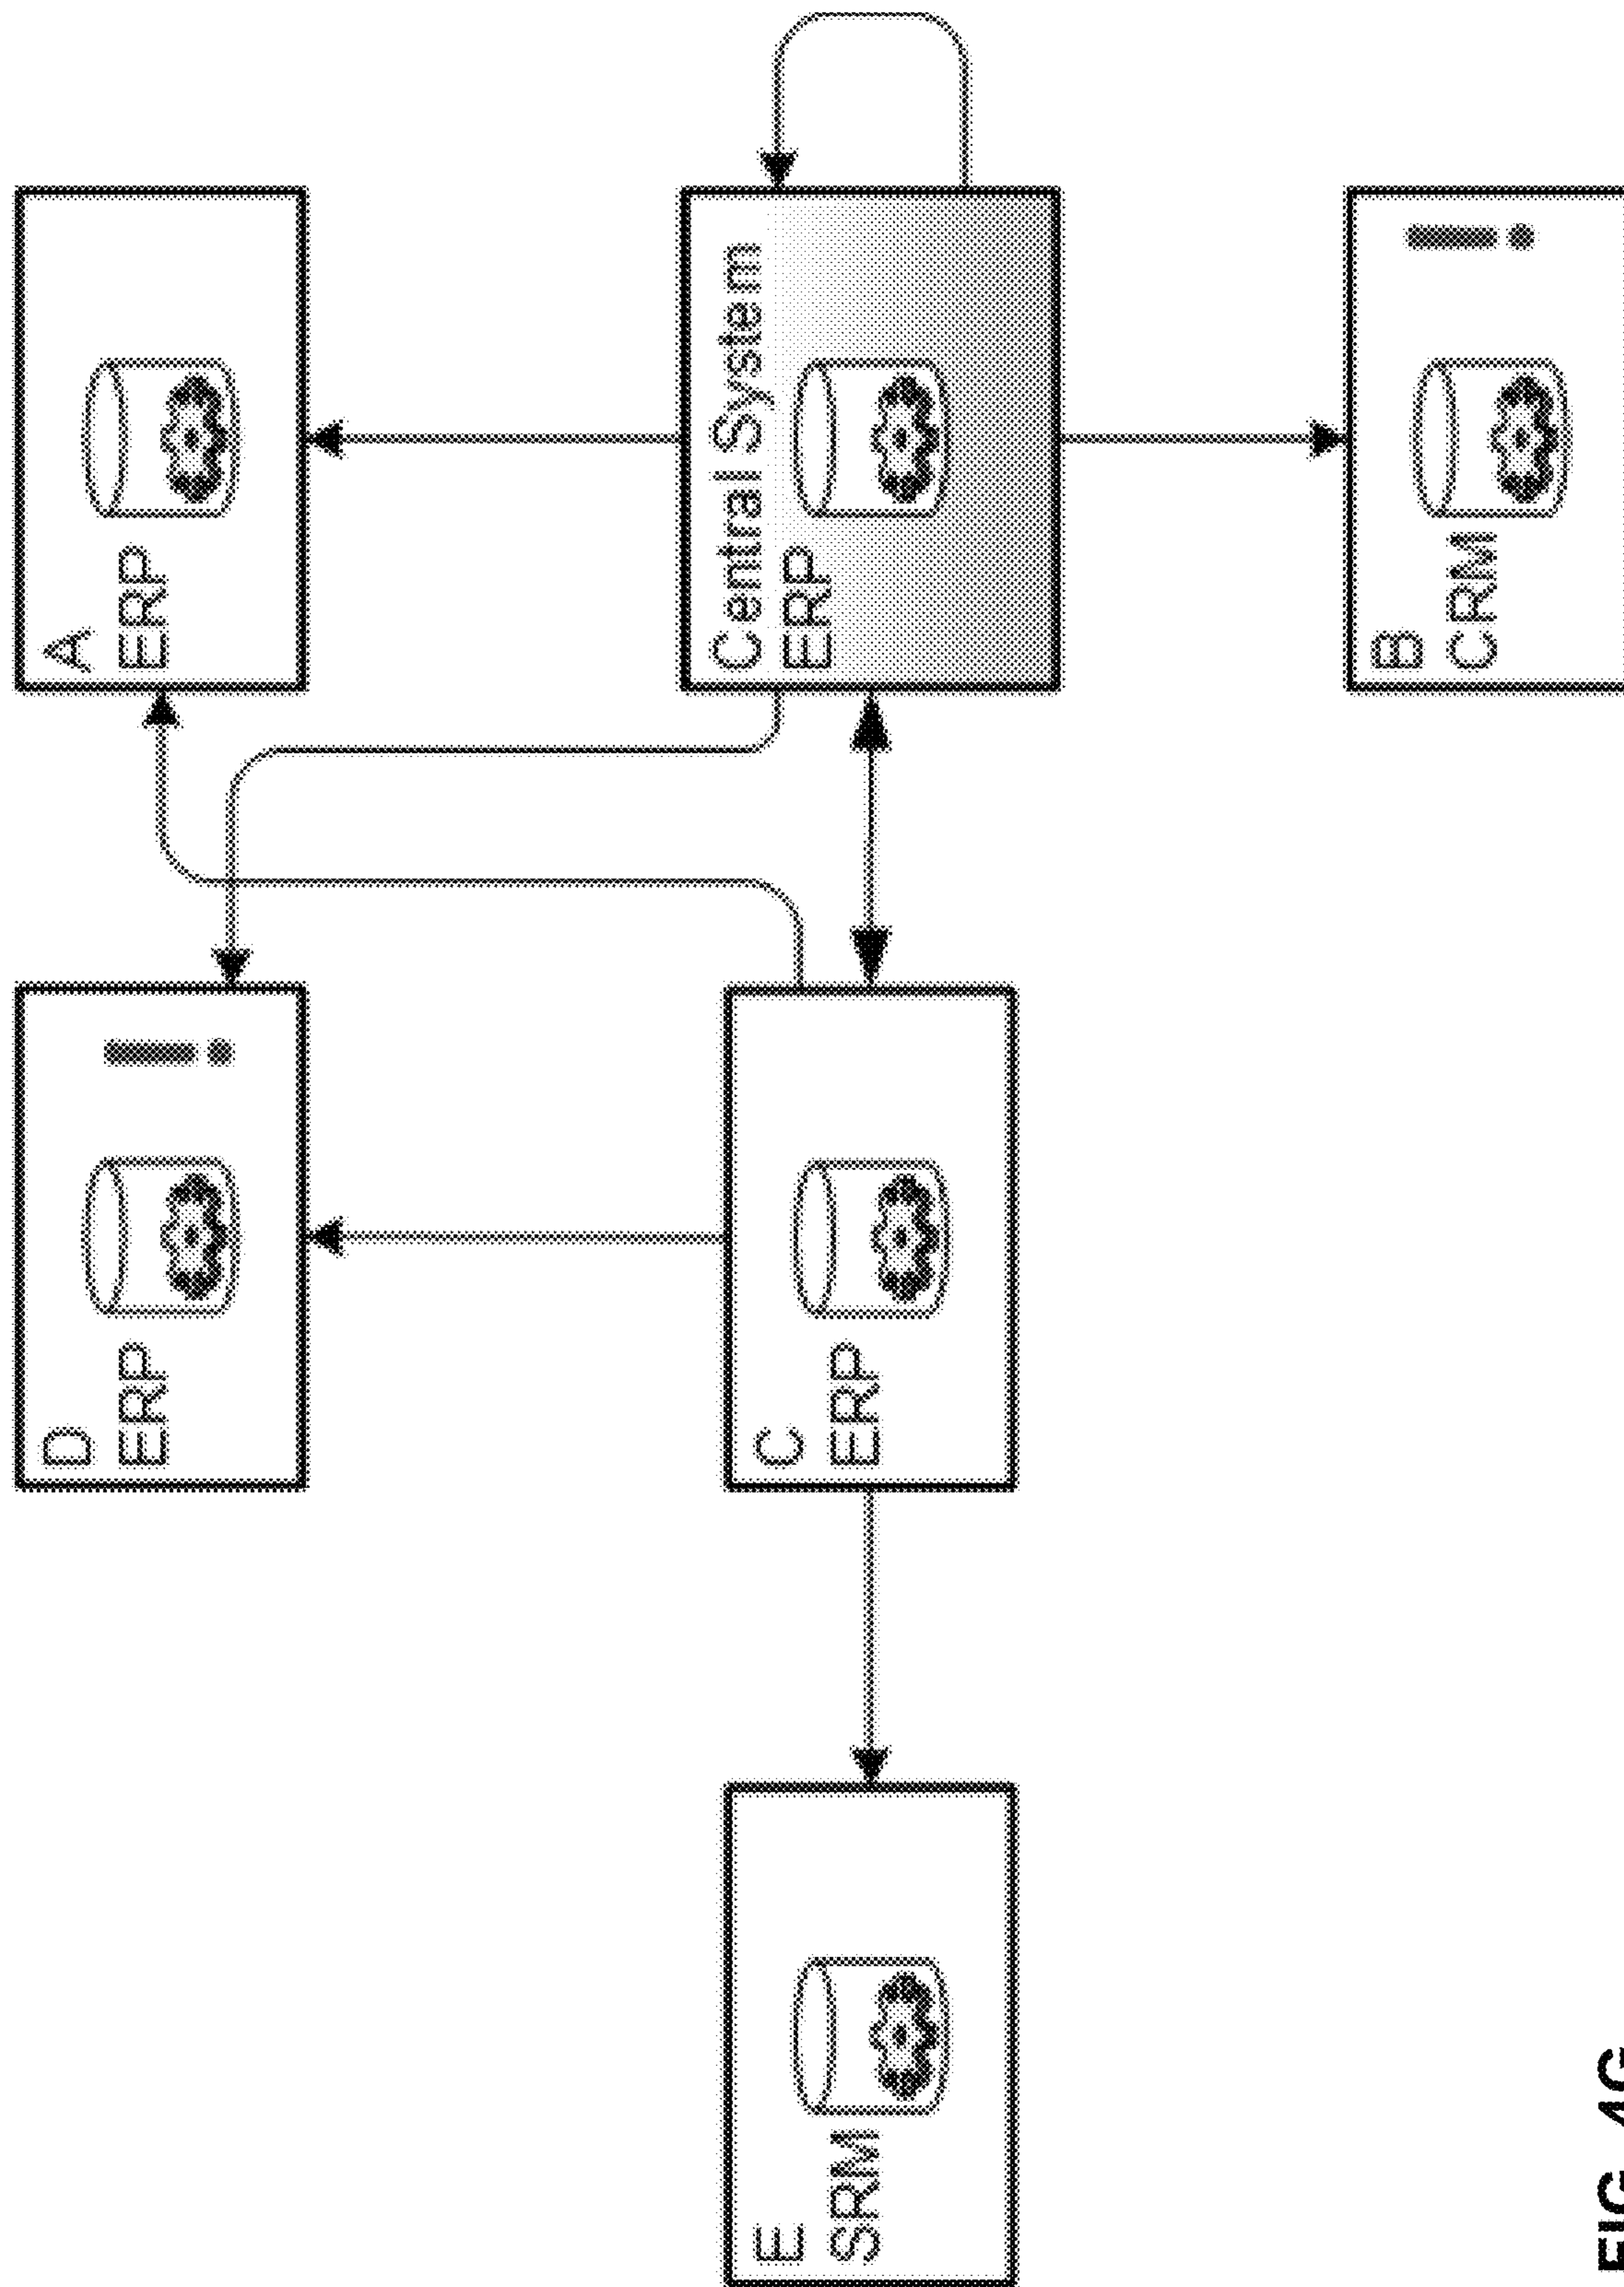 D
ERP
!
A
ERP
E
SRM
C
ERP
Central System
ERP
B
CRM
!
FIG. 4G